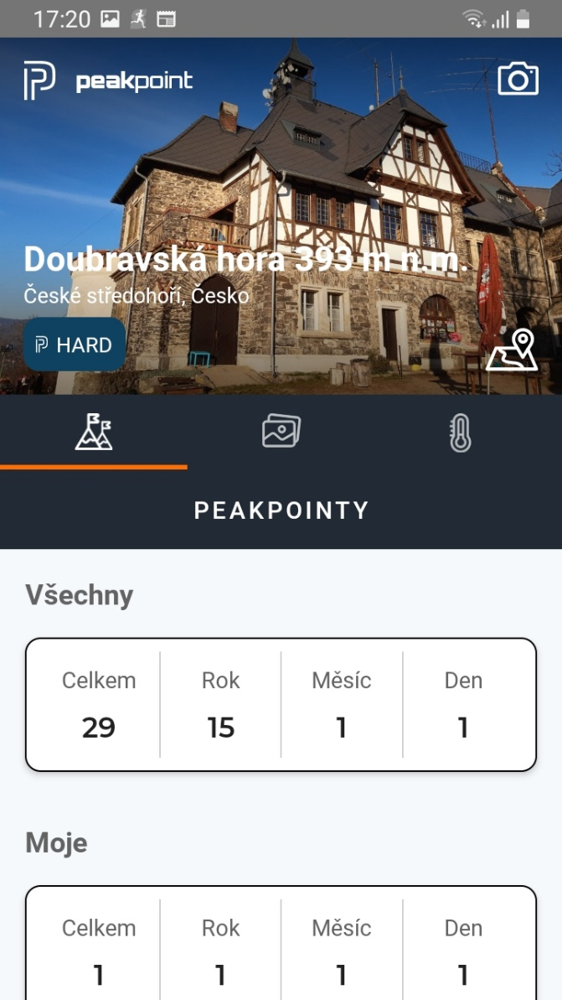 17:20
peakpoint
Doubravská hora 393 m n.m.
České středohoří, Česko
HARD
PEAKPOINTY
Všechny
Celkem Rok Měsíc Den
29 15 1 1
Moje
Celkem Rok Měsíc Den
1 1 1 1